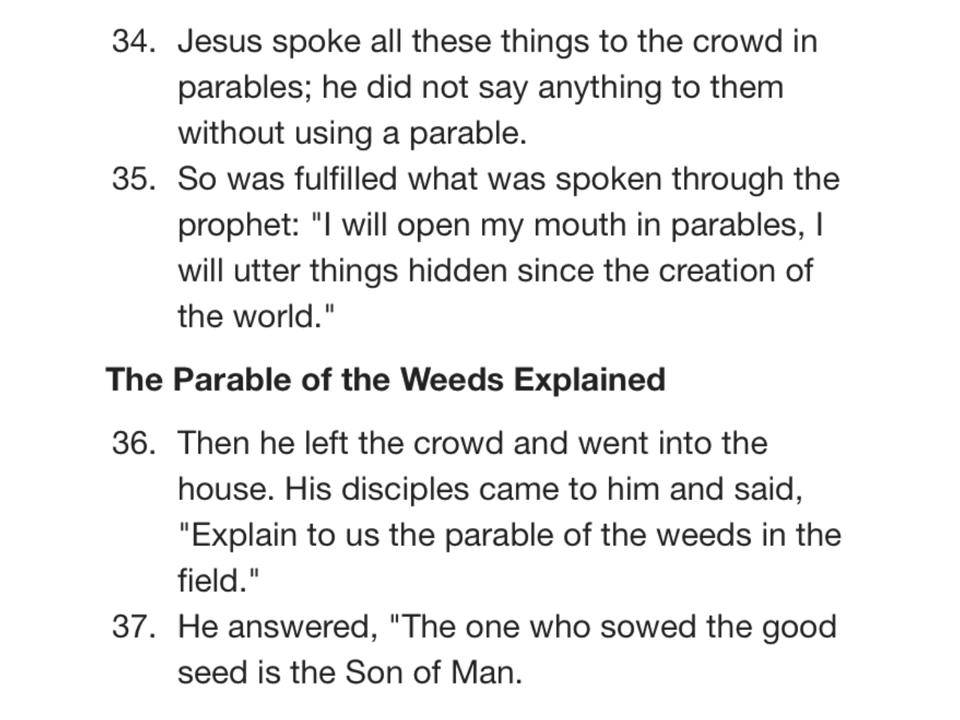 34. Jesus spoke all these things to the crowd in
parables; he did not say anything to them
without using a parable.
35. So was fulfilled what was spoken through the
prophet: "I will open my mouth in parables, I
will utter things hidden since the creation of
the world."
The Parable of the Weeds Explained
36. Then he left the crowd and went into the
house. His disciples came to him and said,
"Explain to us the parable of the weeds in the
field."
37. He answered, "The one who sowed the good
seed is the Son of Man.